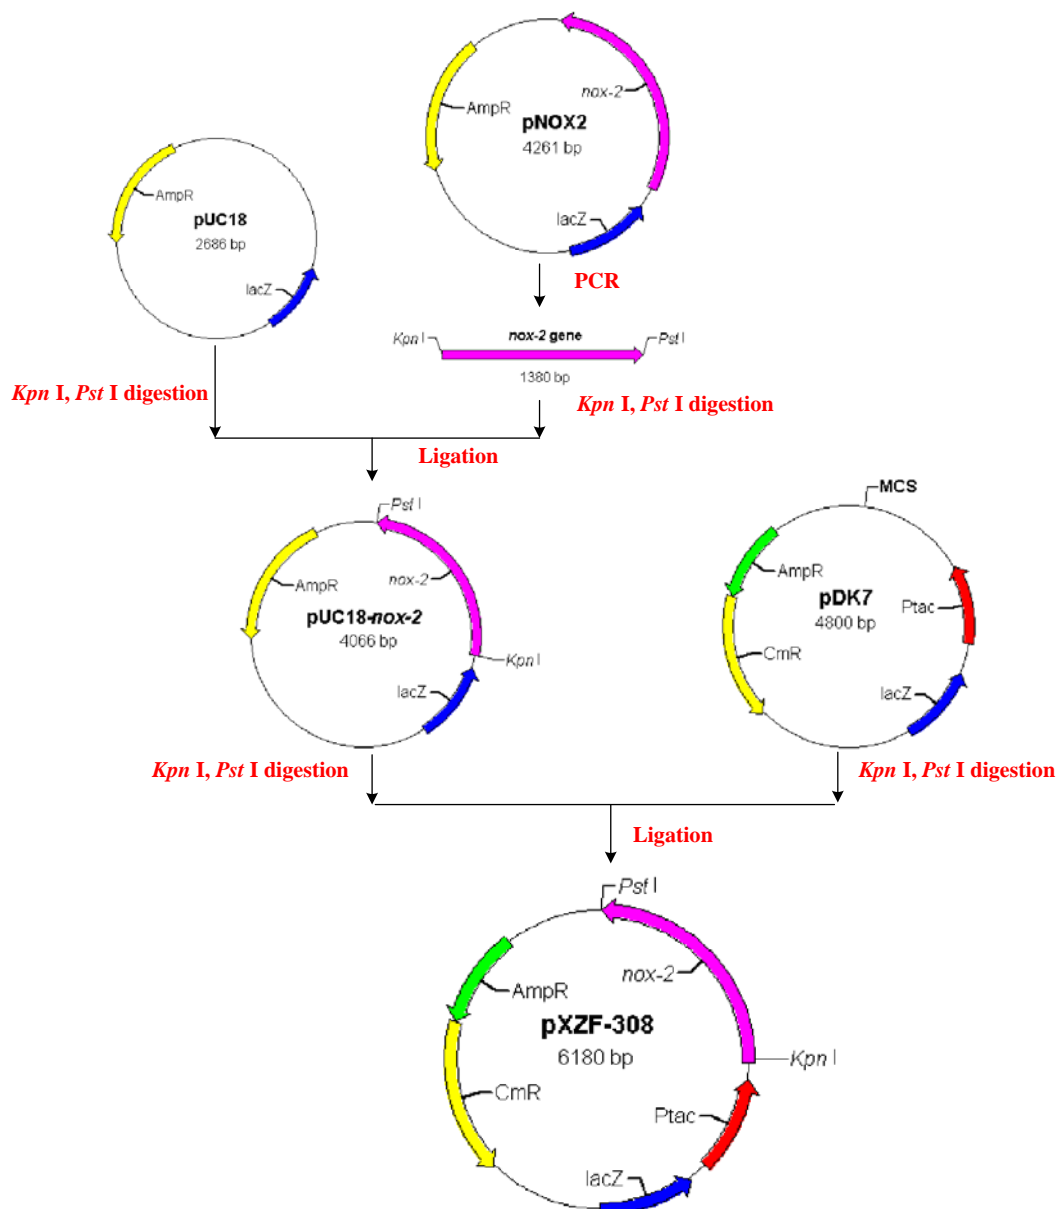 nox-2
AmpR
pNOX2
4261 bp
lacZ
AmpR
pUC18
2686 bp
lacZ
PCR
Kpn I
nox-2 gene
Pst I
1380 bp
Kpn I, Pst I digestion
Kpn I, Pst I digestion
Ligation
Pst I
AmpR
nox-2
pUC18-nox-2
4066 bp
Kpn I
lacZ
MCS
AmpR
pDK7
4800 bp
Ptac
CmR
lacZ
Kpn I, Pst I digestion
Kpn I, Pst I digestion
Ligation
Pst I
nox-2
AmpR
pXZF-308
6180 bp
Kpn I
CmR
Ptac
lacZ